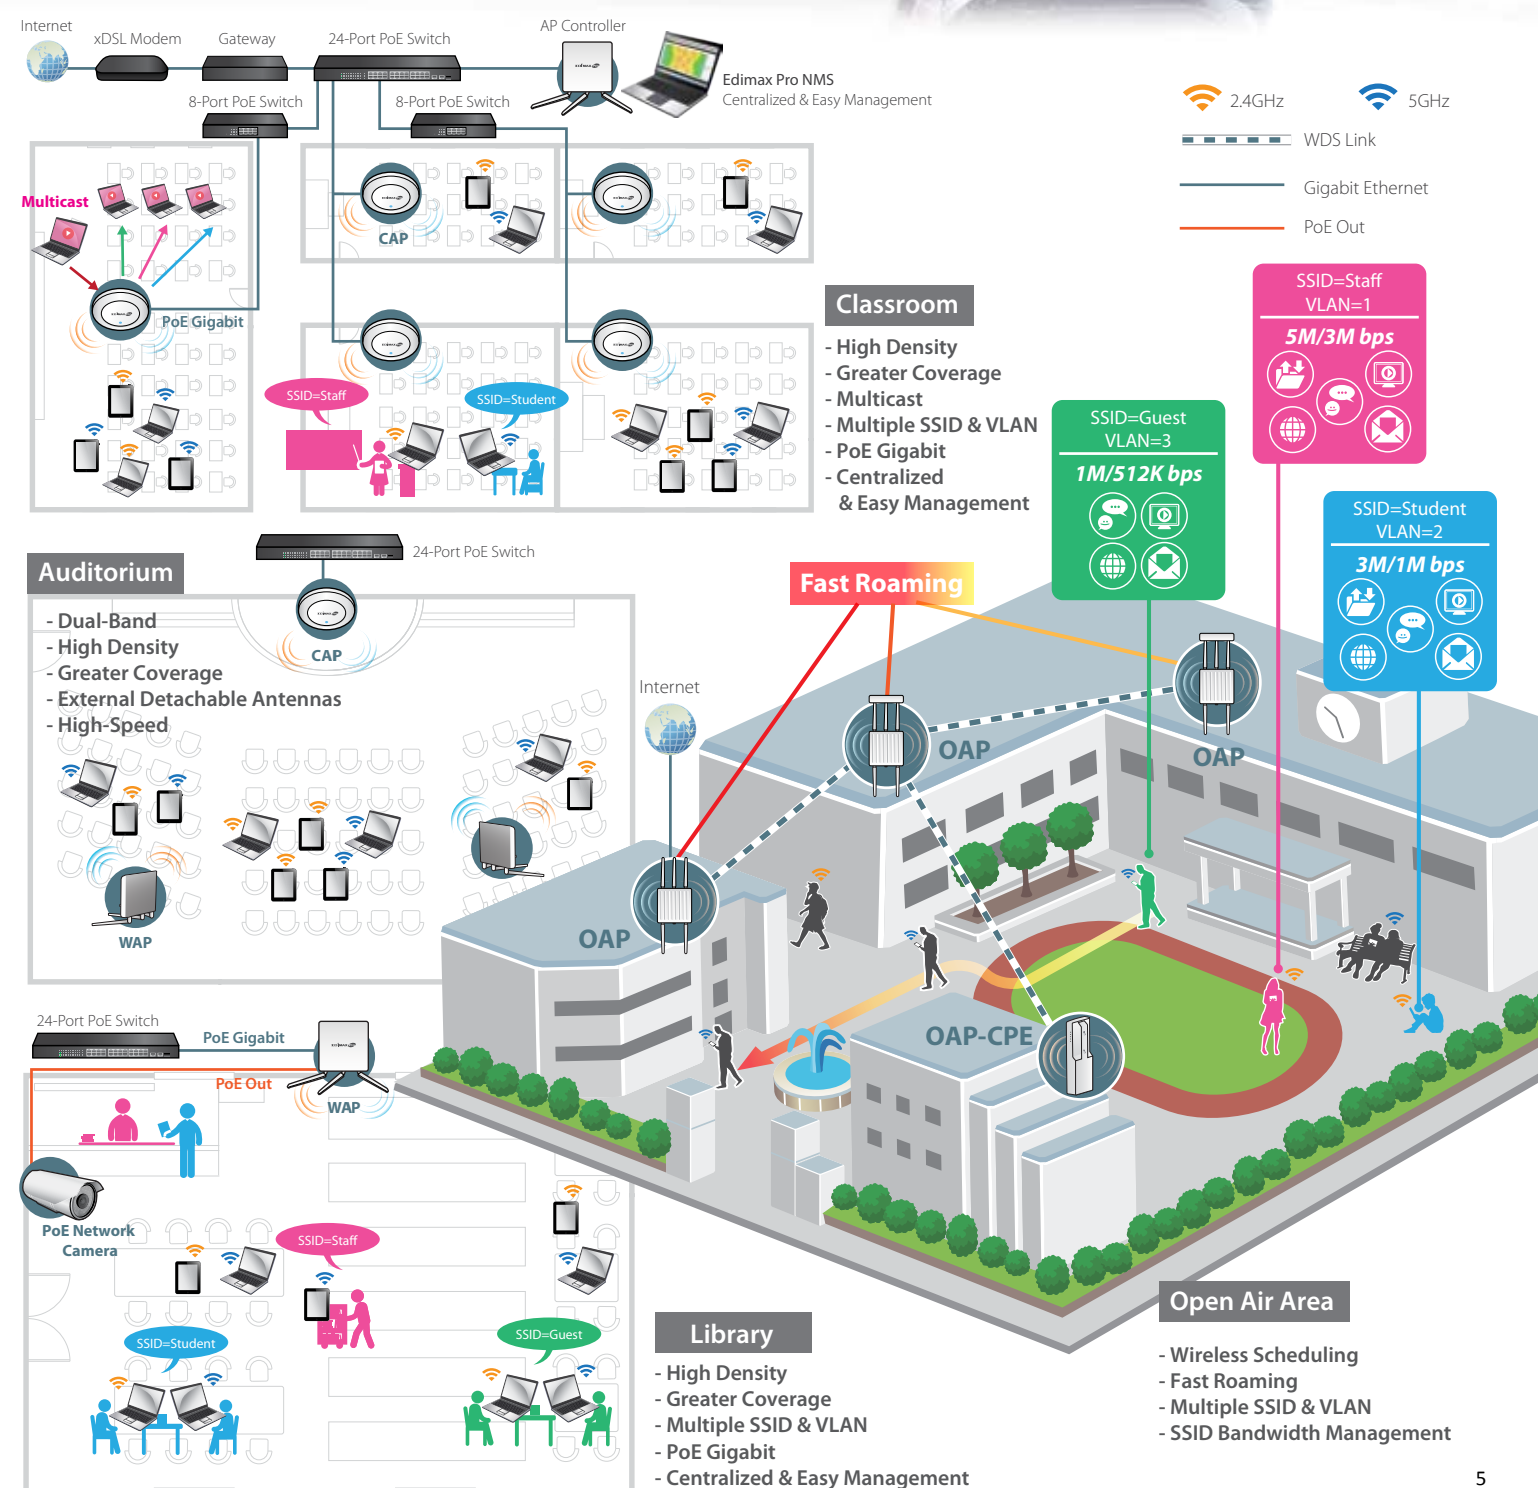 Internet
xDSL Modem
Gateway
24-Port PoE Switch
AP Controller
Edimax Pro NMS
Centralized & Easy Management
8-Port PoE Switch
8-Port PoE Switch
2.4GHz
5GHz
WDS Link
Gigabit Ethernet
PoE Out
Multicast
CAP
PoE Gigabit
SSID=Staff
SSID=Student
Classroom
- High Density
- Greater Coverage
- Multicast
- Multiple SSID & VLAN
- PoE Gigabit
- Centralized
& Easy Management
SSID=Staff
VLAN=1
5M/3M bps
SSID=Guest
VLAN=3
1M/512K bps
SSID=Student
VLAN=2
3M/1M bps
24-Port PoE Switch
Auditorium
- Dual-Band
- High Density
- Greater Coverage
- External Detachable Antennas
- High-Speed
CAP
WAP
Fast Roaming
Internet
OAP
OAP
OAP
OAP-CPE
24-Port PoE Switch
PoE Gigabit
PoE Out
EDIMAX
WAP
PoE Network
Camera
SSID=Staff
SSID=Student
SSID=Guest
Library
- High Density
- Greater Coverage
- Multiple SSID & VLAN
- PoE Gigabit
- Centralized & Easy Management
Open Air Area
- Wireless Scheduling
- Fast Roaming
- Multiple SSID & VLAN
- SSID Bandwidth Management
5